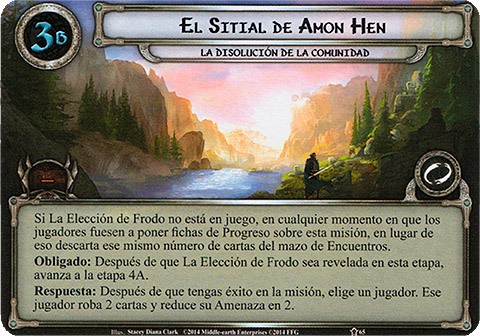 3B
El Sitial de Amon Hen
La Disolución de la Comunidad
Si La Elección de Frodo no está en juego, en cualquier momento en que los
jugadores fuesen a poner fichas de Progreso sobre esta misión, en lugar de
eso descarta ese mismo número de cartas del mazo de Encuentros.
Obligado: Después de que La Elección de Frodo sea revelada en esta etapa,
avanza a la etapa 4A.
Respuesta: Después de que tengas éxito en la misión, elige un jugador. Ese
jugador roba 2 cartas y reduce su Amenaza en 2.
Illus. Stacey Diana Clark ©2014 Middle-earth Enterprises ©2014 FFG
65